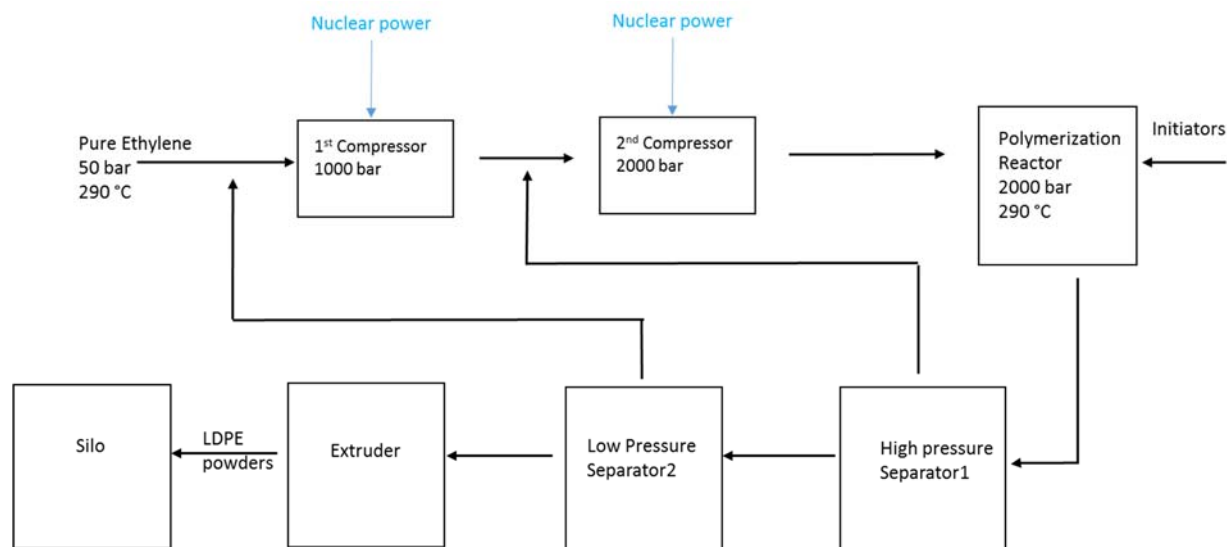 Nuclear power
Nuclear power
Pure Ethylene
50 bar
290 °C
1st Compressor
1000 bar
2nd Compressor
2000 bar
Polymerization
Reactor
2000 bar
290 °C
Initiators
Silo
LDPE
powders
Extruder
Low Pressure
Separator2
High pressure
Separator1